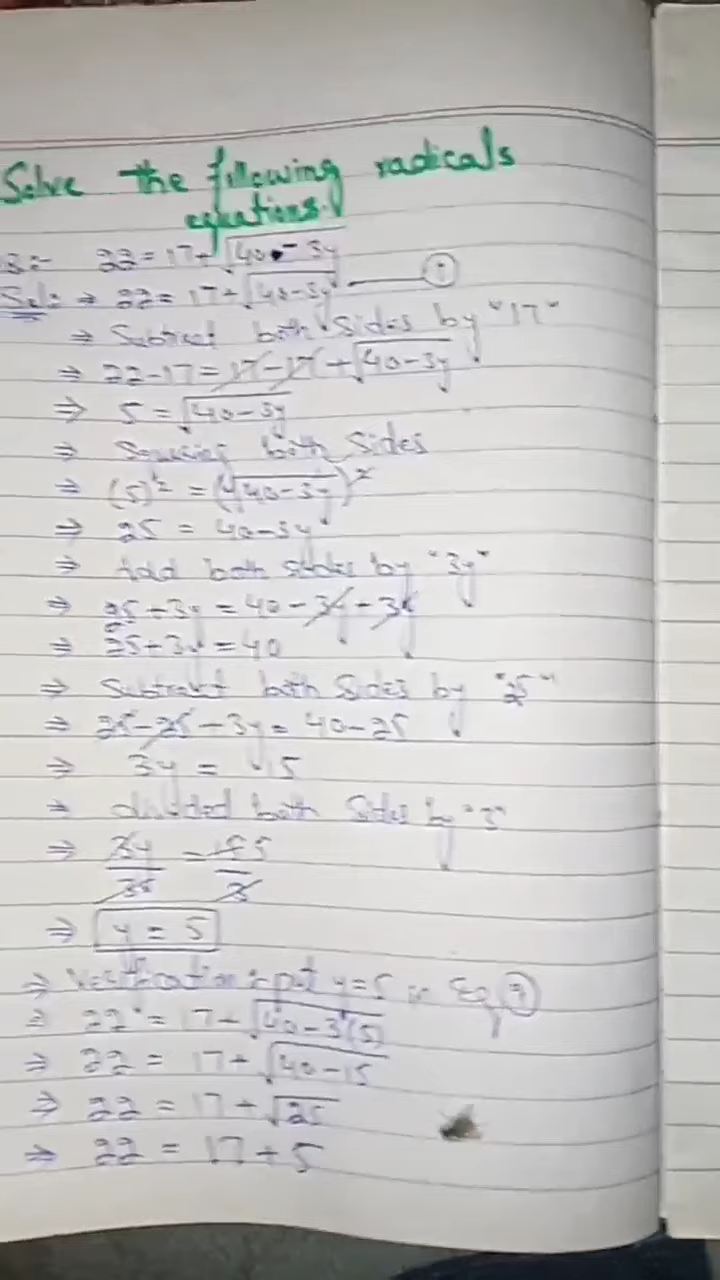 Solve the following radicals
equations.
3:- 22 = 17 + √40 - 3y
Sol: ⇒ 22 = 17 + √40-3y
⇒ Subtract both sides by "17"
⇒ 22-17 = 17-17 + √40-3y
⇒ 5 = √40-3y
⇒ Squaring both Sides
⇒ (5)² = (√40-3y)²
⇒ 25 = 40-3y
⇒ Add both sides by "3y"
⇒ 25+3y = 40 - 3y - 3y
⇒ 25+3y = 40
⇒ Subtract both Sides by "25"
⇒ 25-25+3y = 40-25
⇒ 3y = 15
⇒ divided both Sides by "3"
⇒ 3y/3 = 15/3
⇒ y = 5
⇒ Verification: put y=5 in Eq
⇒ 22 = 17 + √40-3(5)
⇒ 22 = 17 + √40-15
⇒ 22 = 17 + √25
⇒ 22 = 17 + 5